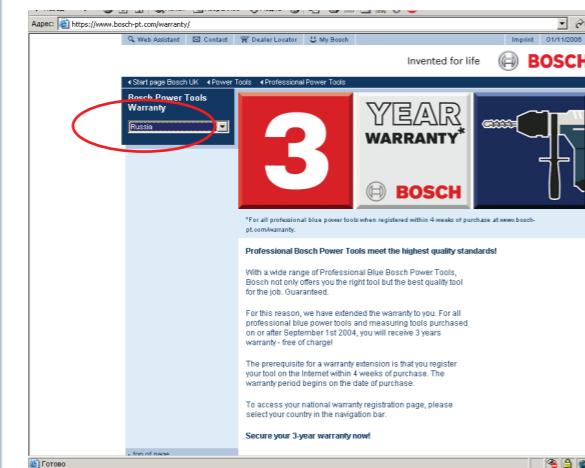 Адрес: https://www.bosch-pt.com/warranty/
Web Assistant Contact Dealer Locator My Bosch Imprint 01/11/2006
Invented for life BOSCH
Start page Bosch UK Power Tools Professional Power Tools
Bosch Power Tools
Warranty
Russia
3
YEAR
WARRANTY*
BOSCH
*For all professional blue power tools when registered within 4 weeks of purchase at www.bosch-
pt.com/warranty.
Professional Bosch Power Tools meet the highest quality standards!
With a wide range of Professional Blue Bosch Power Tools,
Bosch not only offers you the right tool but the best quality tool
for the job. Guaranteed.
For this reason, we have extended the warranty to you. For all
professional blue power tools and measuring tools purchased
on or after September 1st 2004, you will receive 3 years
warranty - free of charge!
The prerequisite for a warranty extension is that you register
your tool on the Internet within 4 weeks of purchase. The
warranty period begins on the date of purchase.
To access your national warranty registration page, please
select your country in the navigation bar.
Secure your 3-year warranty now!
top of page
Готово